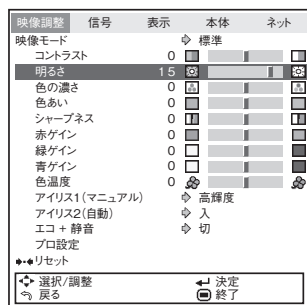 映像調整 信号 表示 本体 ネット
映像モード 標準
コントラスト 0
明るさ 15
色の濃さ 0
色あい 0
シャープネス 0
赤ゲイン 0
緑ゲイン 0
青ゲイン 0
色温度 0
アイリス1(マニュアル) 高輝度
アイリス2(自動) 入
エコ + 静音 切
プロ設定
リセット
選択/調整 決定
戻る 終了